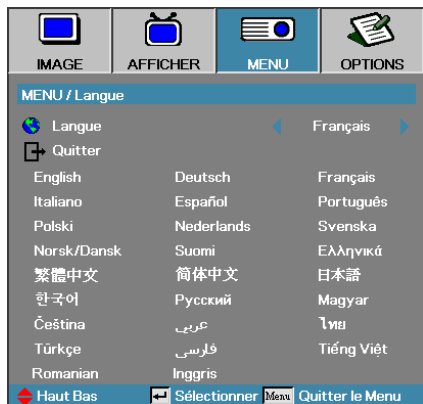 IMAGE AFFICHER MENU OPTIONS
MENU / Langue
Langue Français
Quitter
English Deutsch Français
Italiano Español Português
Polski Nederlands Svenska
Norsk/Dansk Suomi Ελληνικά
繁體中文 简体中文 日本語
한국어 Русский Magyar
Čeština عربي ไทย
Türkçe فارسی Tiếng Việt
Romanian Inggris
Haut Bas Sélectionner Menu Quitter le Menu